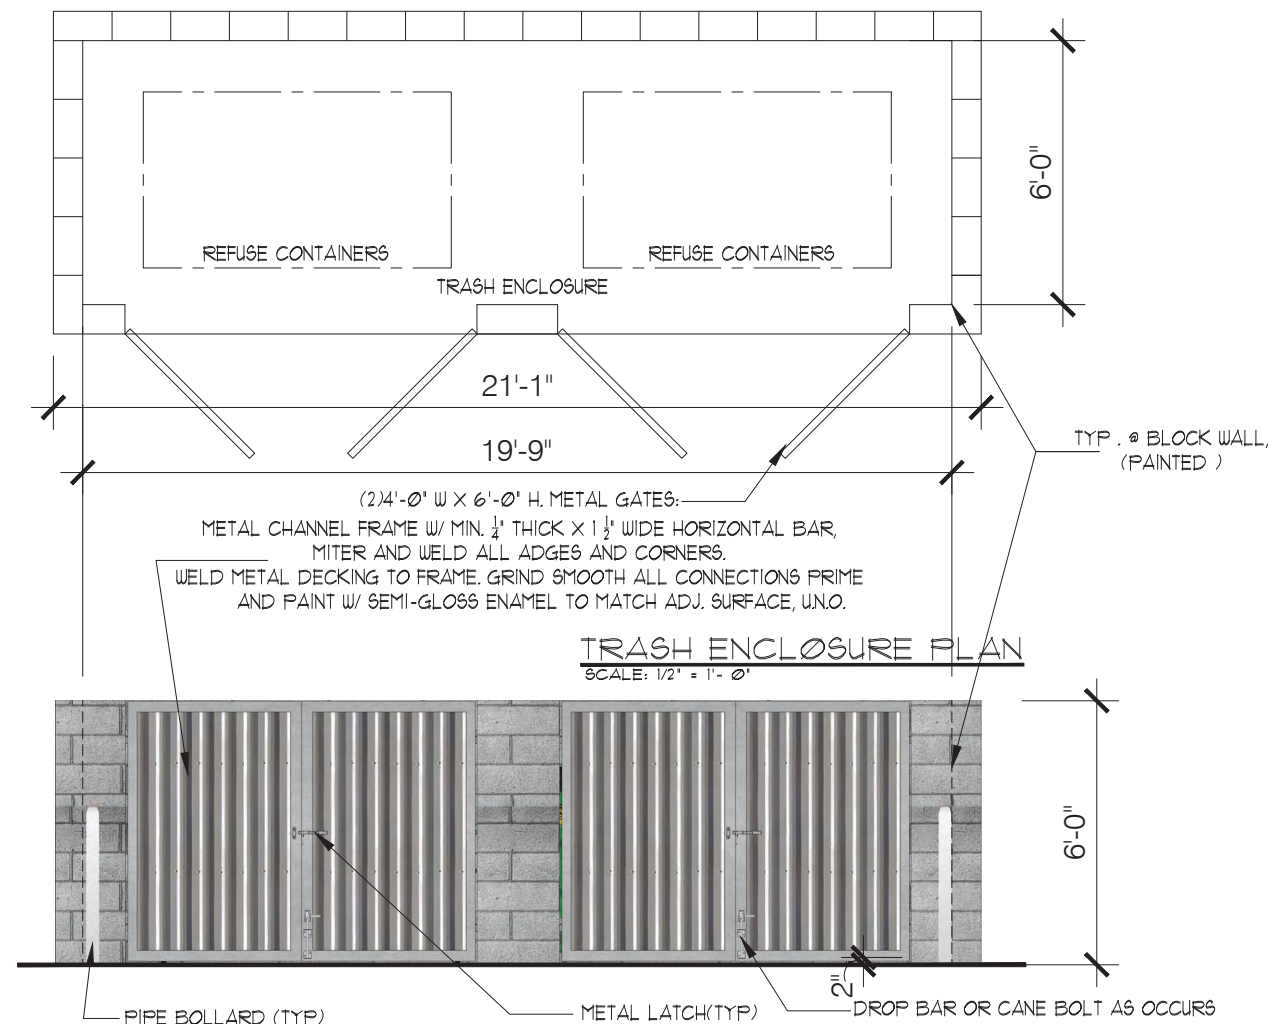 6'-0"
REFUSE CONTAINERS
REFUSE CONTAINERS
TRASH ENCLOSURE
21'-1"
19'-9"
TYP. @ BLOCK WALL,
(PAINTED )
(2)4'-0" W X 6'-0" H. METAL GATES:
METAL CHANNEL FRAME W/ MIN. 1/4" THICK X 1 1/2" WIDE HORIZONTAL BAR,
MITER AND WELD ALL ADGES AND CORNERS.
WELD METAL DECKING TO FRAME. GRIND SMOOTH ALL CONNECTIONS PRIME
AND PAINT W/ SEMI-GLOSS ENAMEL TO MATCH ADJ. SURFACE, U.N.O.
TRASH ENCLOSURE PLAN
SCALE: 1/2" = 1'- 0"
6'-0"
2"
PIPE BOLLARD (TYP)
METAL LATCH(TYP)
DROP BAR OR CANE BOLT AS OCCURS